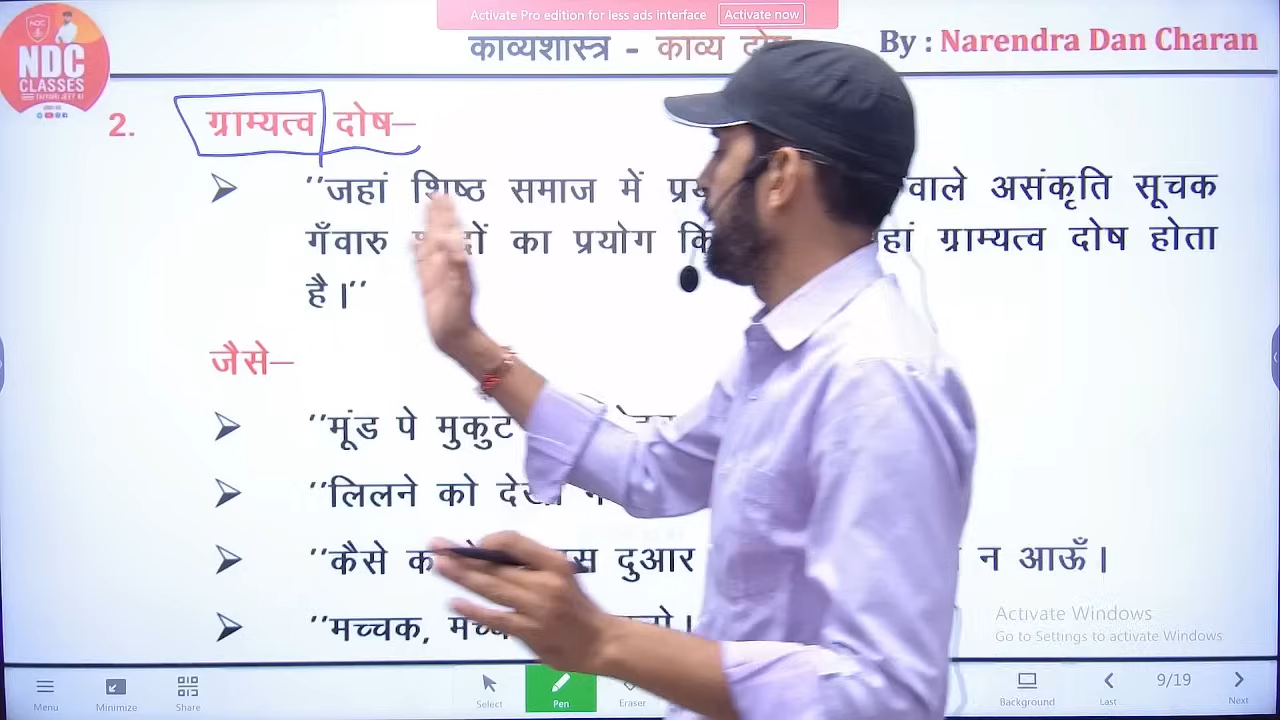 Activate Pro edition for less ads interface Activate now
काव्यशास्त्र - काव्य दोष
By : Narendra Dan Charan
NDC
CLASSES
2. ग्राम्यत्व दोष–
''जहां शिष्ठ समाज में वाले असंकृति सूचक
गँवारु का प्रयोग ग्राम्यत्व दोष होता
है।''
जैसे–
''मूंड पे मुकुट
''लिलने को
''कैसे दुआर न आऊँ।
''मच्चक,
Activate Windows
Go to Settings to activate Windows
Menu Minimize Share Select Pen Eraser Background Last 9/19 Next